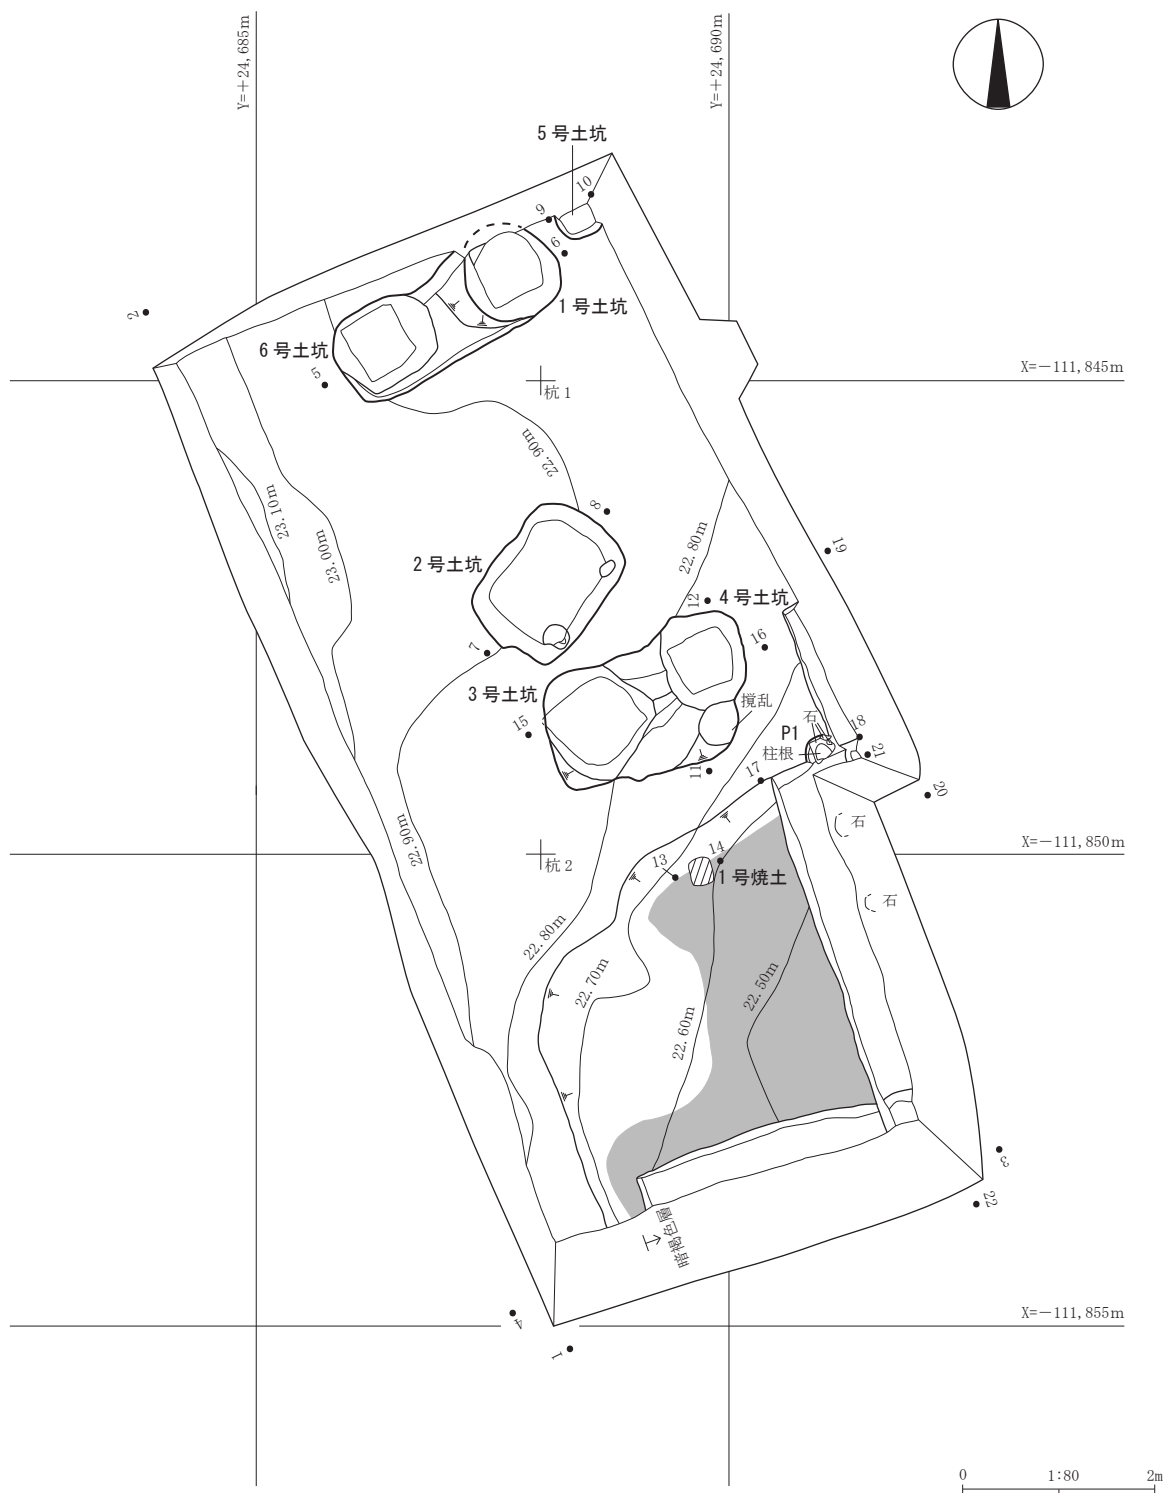 Y=+24,685m
Y=+24,690m
5号土坑
10
9
6
1号土坑
2
6号土坑
5
X=-111,845m
杭1
22.90m
23.10m
23.00m
8
2号土坑
22.80m
19
12
4号土坑
7
16
3号土坑
撹乱
15
石
P1
18
柱根
21
11
17
20
石
22.90m
X=-111,850m
杭2
13
14
1号焼土
石
22.80m
22.70m
22.50m
22.60m
3
22
暗褐色層
X=-111,855m
4
1
0
1:80
2m